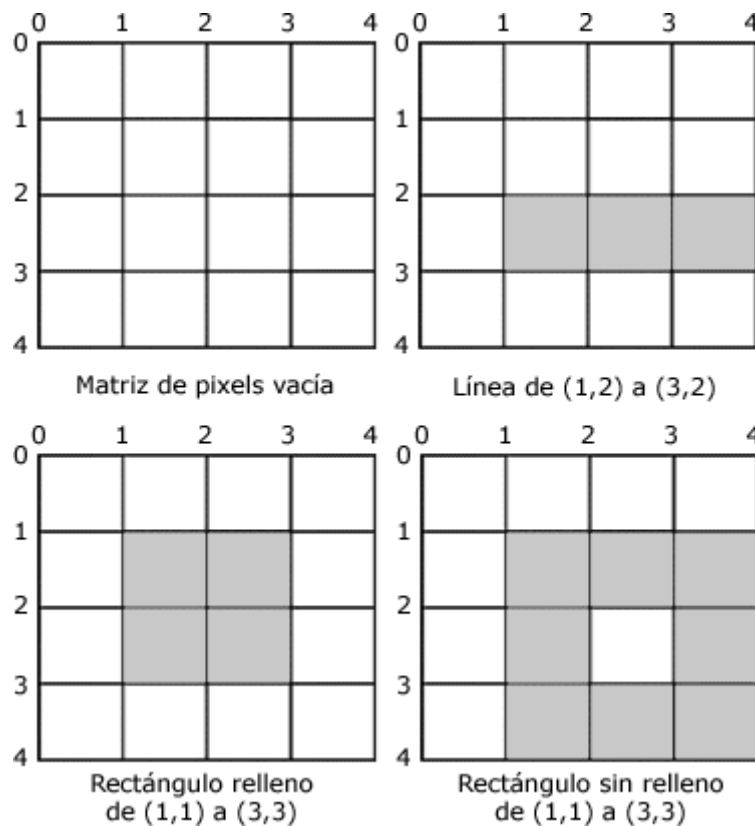 0 1 2 3 4
0
1
2
3
4
Matriz de pixels vacía
0 1 2 3 4
0
1
2
3
4
Línea de (1,2) a (3,2)
0 1 2 3 4
0
1
2
3
4
Rectángulo relleno
de (1,1) a (3,3)
0 1 2 3 4
0
1
2
3
4
Rectángulo sin relleno
de (1,1) a (3,3)